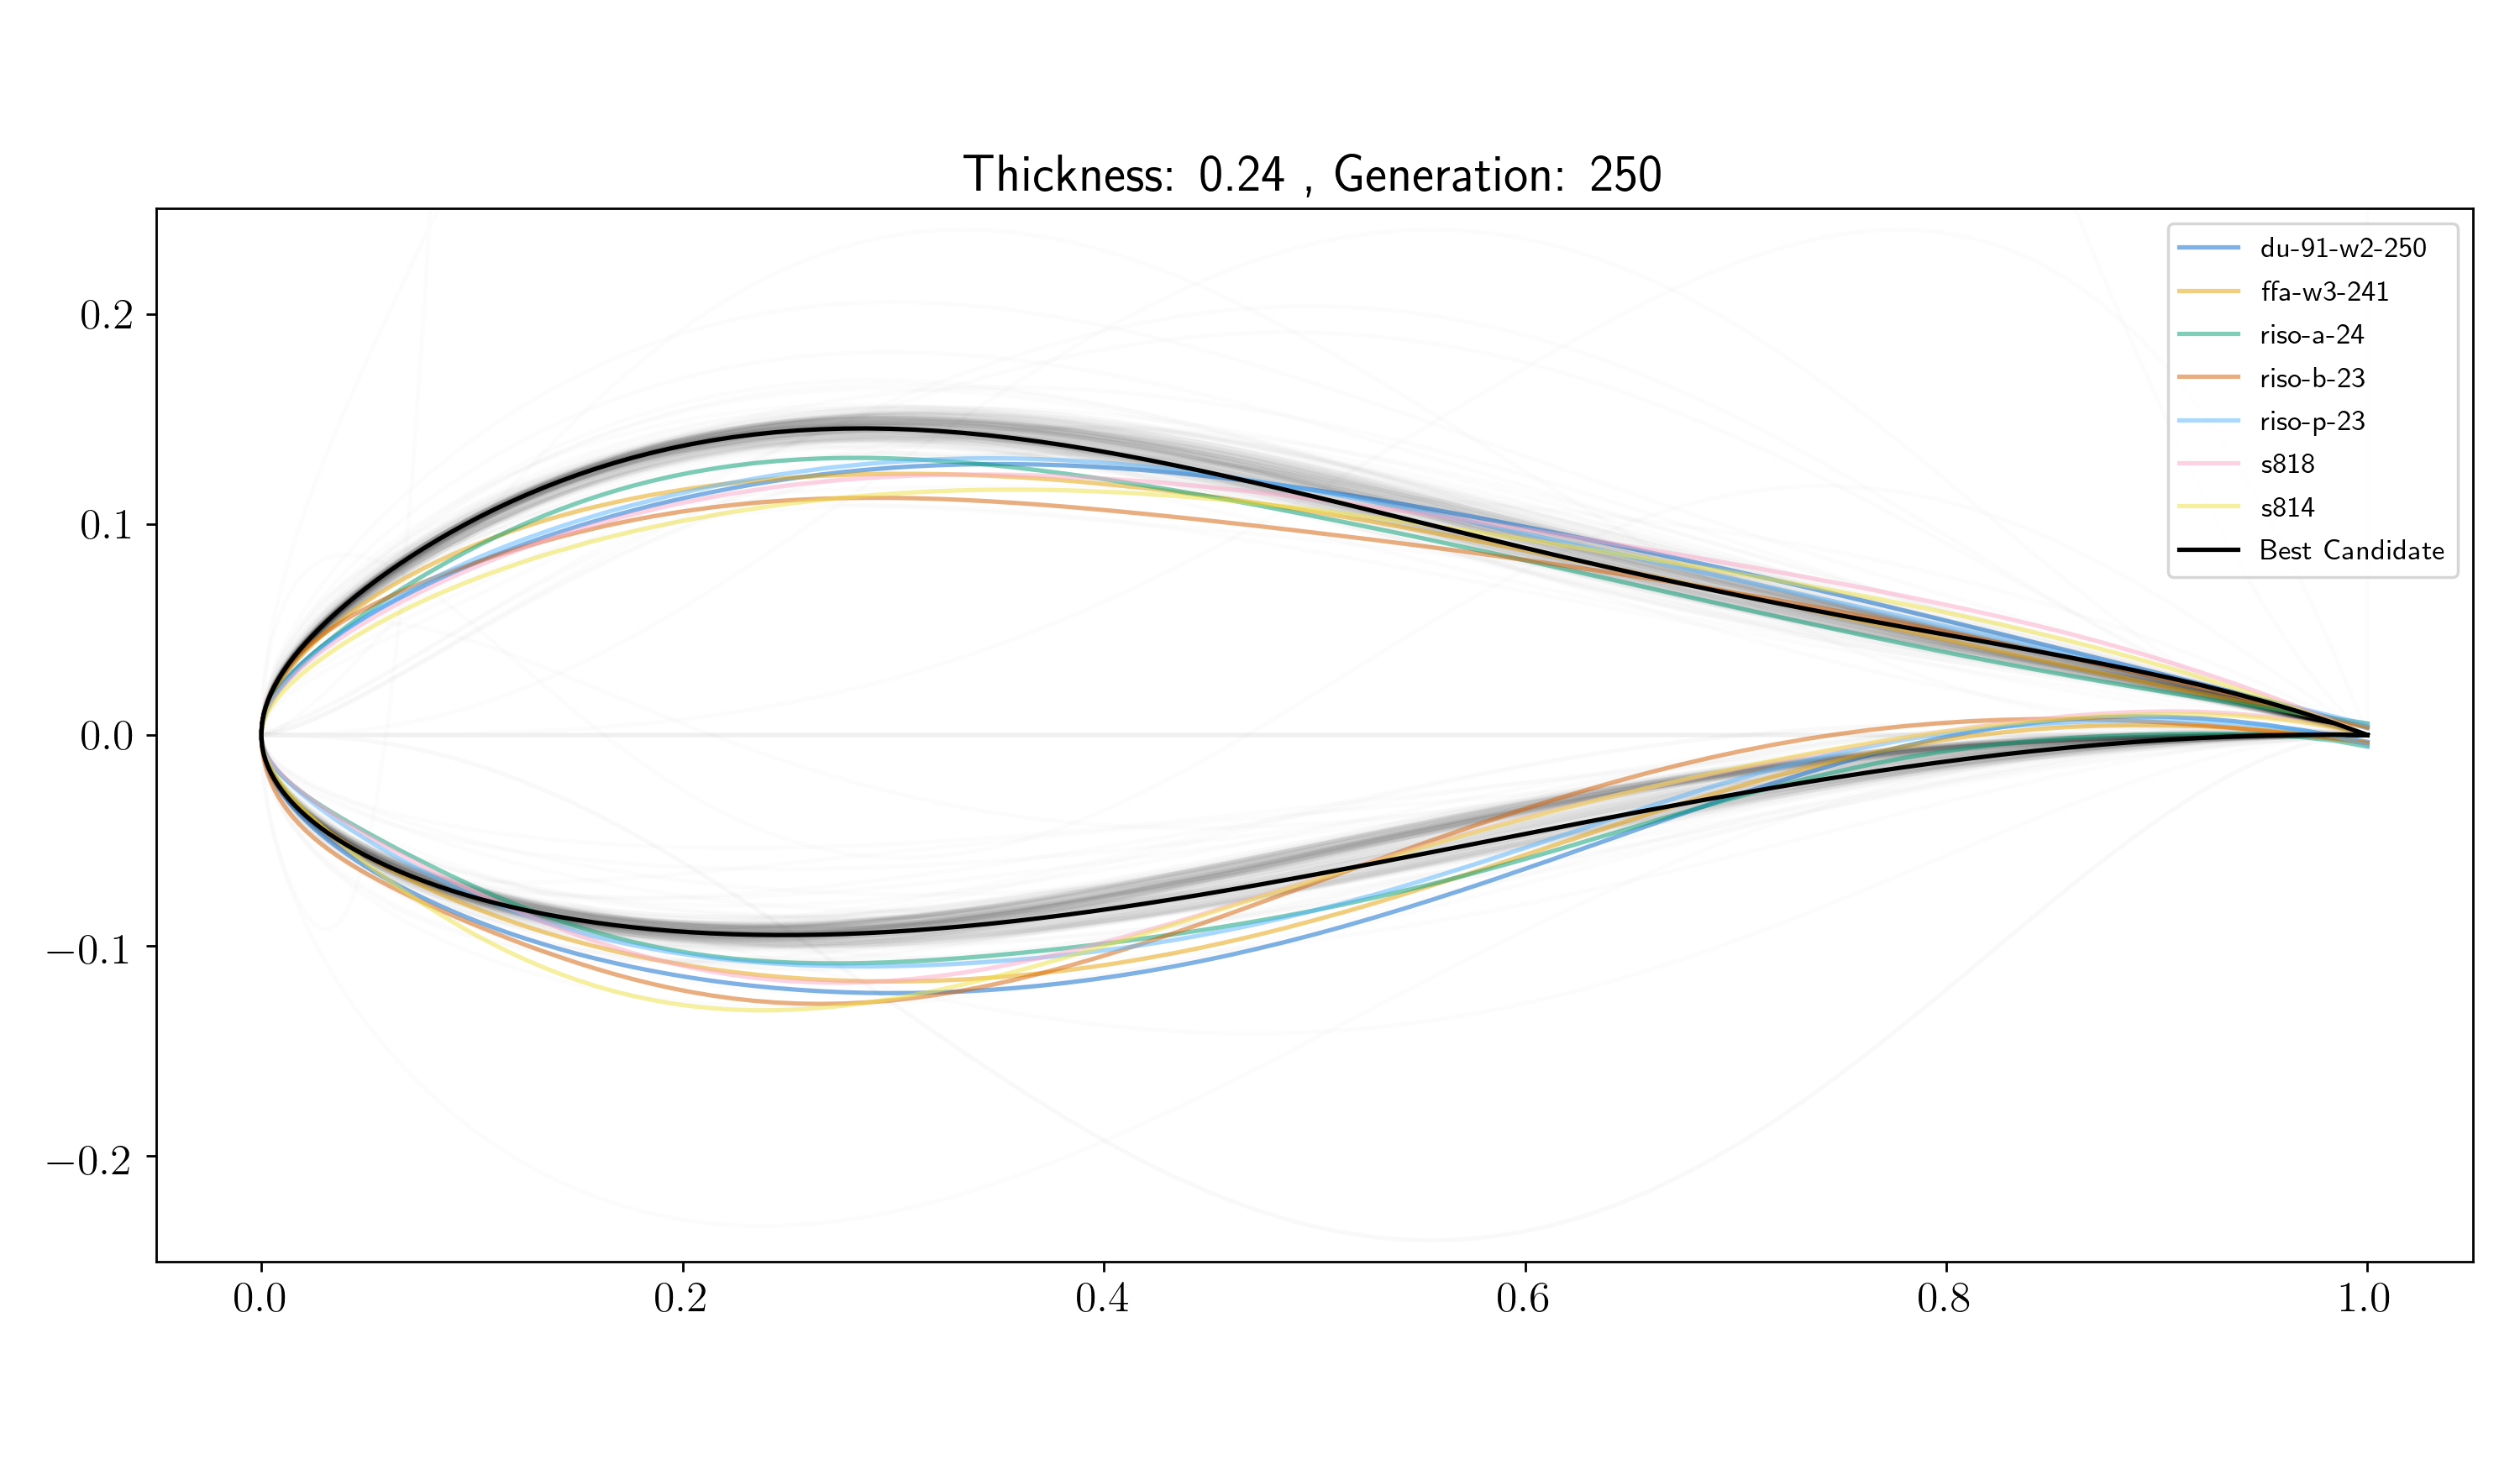 Thickness: 0.24 , Generation: 250
du-91-w2-250
ffa-w3-241
riso-a-24
riso-b-23
riso-p-23
s818
s814
Best Candidate
0.2
0.1
0.0
−0.1
−0.2
0.0 0.2 0.4 0.6 0.8 1.0